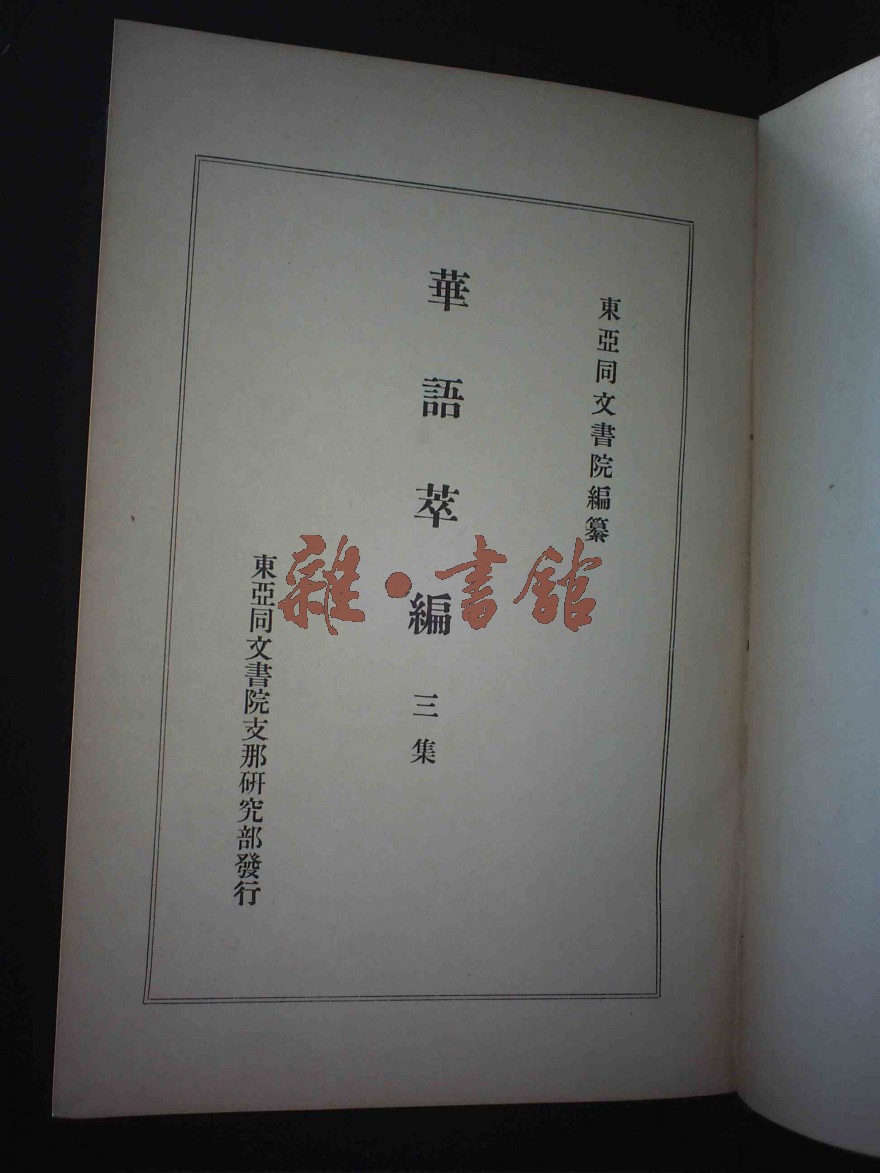 東亞同文書院編纂
華語萃編 三集
東亞同文書院支那研究部發行
雜·書館